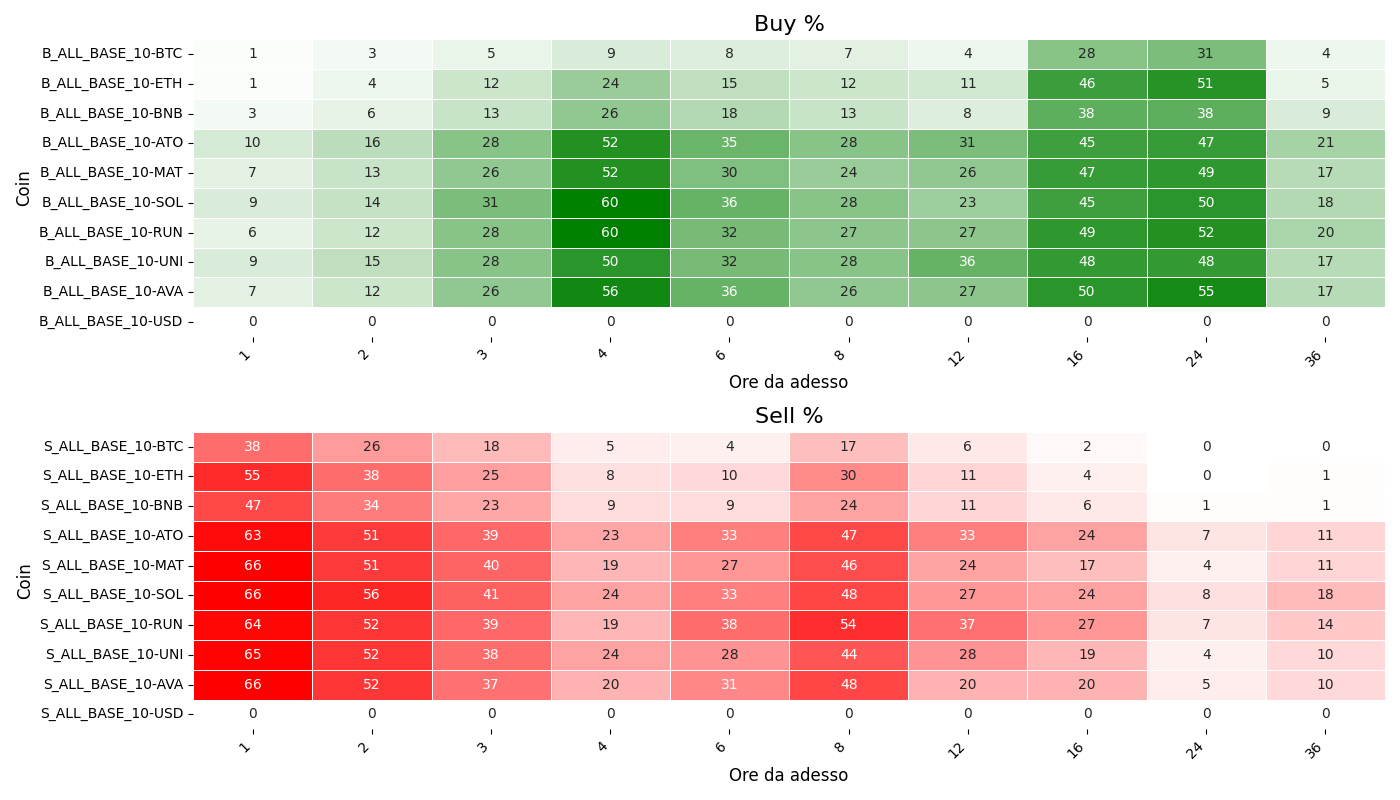 Buy %
Coin
B_ALL_BASE_10-BTC 1 3 5 9 8 7 4 28 31 4
B_ALL_BASE_10-ETH 1 4 12 24 15 12 11 46 51 5
B_ALL_BASE_10-BNB 3 6 13 26 18 13 8 38 38 9
B_ALL_BASE_10-ATO 10 16 28 52 35 28 31 45 47 21
B_ALL_BASE_10-MAT 7 13 26 52 30 24 26 47 49 17
B_ALL_BASE_10-SOL 9 14 31 60 36 28 23 45 50 18
B_ALL_BASE_10-RUN 6 12 28 60 32 27 27 49 52 20
B_ALL_BASE_10-UNI 9 15 28 50 32 28 36 48 48 17
B_ALL_BASE_10-AVA 7 12 26 56 36 26 27 50 55 17
B_ALL_BASE_10-USD 0 0 0 0 0 0 0 0 0 0
1 2 3 4 6 8 12 16 24 36
Ore da adesso
Sell %
Coin
S_ALL_BASE_10-BTC 38 26 18 5 4 17 6 2 0 0
S_ALL_BASE_10-ETH 55 38 25 8 10 30 11 4 0 1
S_ALL_BASE_10-BNB 47 34 23 9 9 24 11 6 1 1
S_ALL_BASE_10-ATO 63 51 39 23 33 47 33 24 7 11
S_ALL_BASE_10-MAT 66 51 40 19 27 46 24 17 4 11
S_ALL_BASE_10-SOL 66 56 41 24 33 48 27 24 8 18
S_ALL_BASE_10-RUN 64 52 39 19 38 54 37 27 7 14
S_ALL_BASE_10-UNI 65 52 38 24 28 44 28 19 4 10
S_ALL_BASE_10-AVA 66 52 37 20 31 48 20 20 5 10
S_ALL_BASE_10-USD 0 0 0 0 0 0 0 0 0 0
1 2 3 4 6 8 12 16 24 36
Ore da adesso